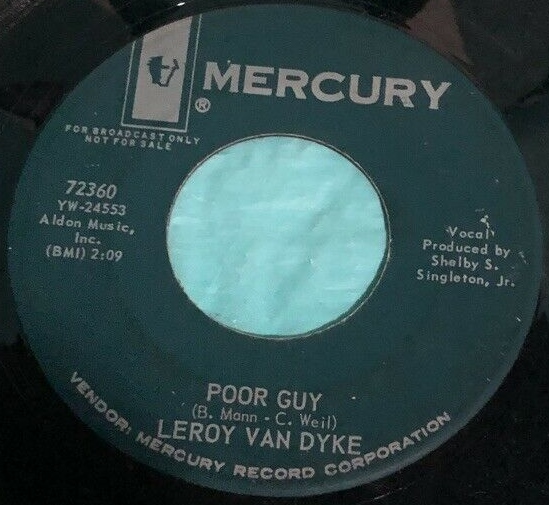 MERCURY
®
FOR BROADCAST ONLY
NOT FOR SALE
72360
YW-24553
Aldon Music,
Inc.
(BMI) 2:09
Vocal
Produced by
Shelby S.
Singleton, Jr.
POOR GUY
(B. Mann - C. Weil)
LEROY VAN DYKE
VENDOR: MERCURY RECORD CORPORATION